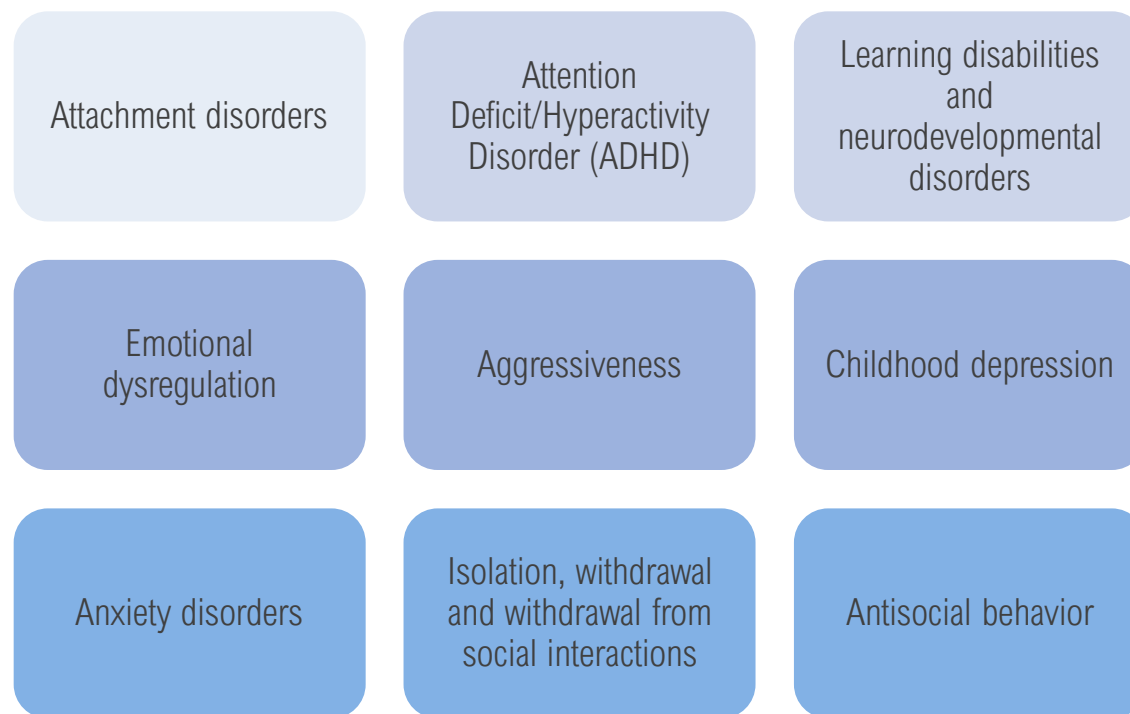 Attachment disorders
Attention
Deficit/Hyperactivity
Disorder (ADHD)
Learning disabilities
and
neurodevelopmental
disorders
Emotional
dysregulation
Aggressiveness
Childhood depression
Anxiety disorders
Isolation, withdrawal
and withdrawal from
social interactions
Antisocial behavior